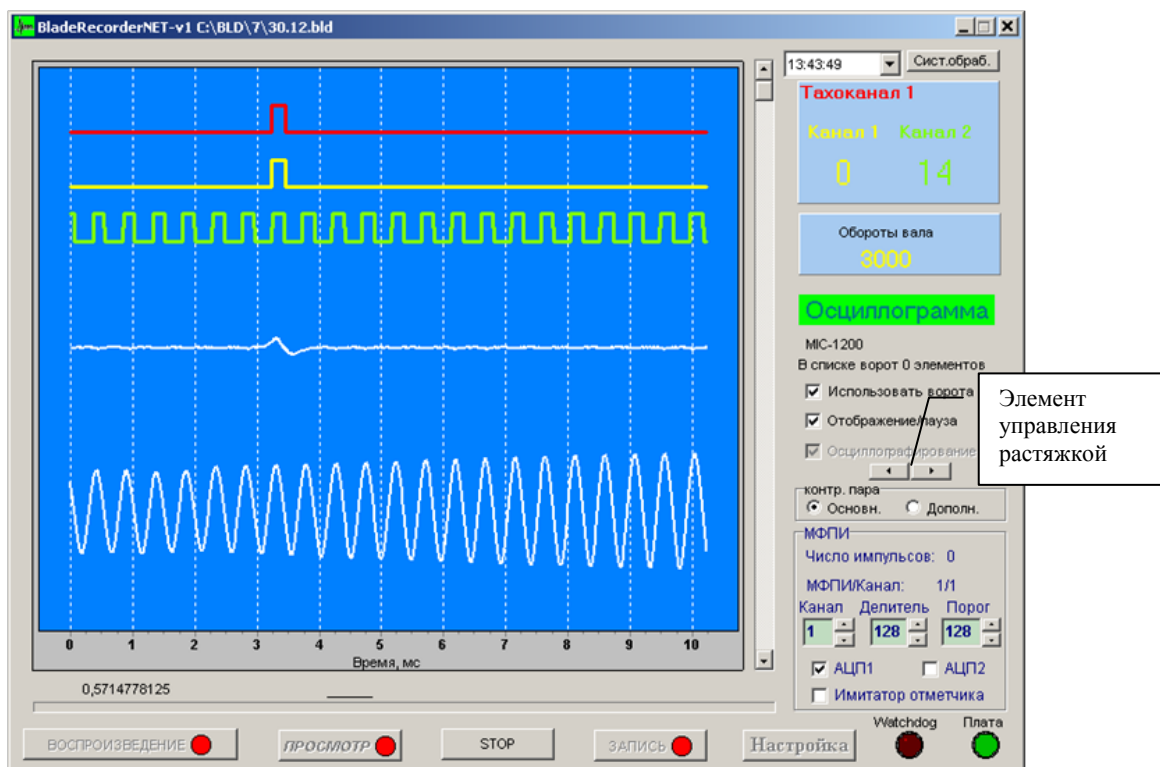 BladeRecorderNET-v1 C:\BLD\7\30.12.bld
13:43:49
Сист.обраб.
Тахоканал 1
Канал 1 Канал 2
0 14
Обороты вала
3000
Осциллограмма
MIC-1200
В списке ворот 0 элементов
Использовать ворота
Отображение/пауза
Осциллографирование
Элемент
управления
растяжкой
контр. пара
Основн. Дополн.
МФПИ
Число импульсов: 0
МФПИ/Канал: 1/1
Канал Делитель Порог
1 128 128
АЦП1 АЦП2
Имитатор отметчика
0 1 2 3 4 5 6 7 8 9 10
Время, мс
0,5714778125
Watchdog Плата
ВОСПРОИЗВЕДЕНИЕ ПРОСМОТР STOP ЗАПИСЬ Настройка